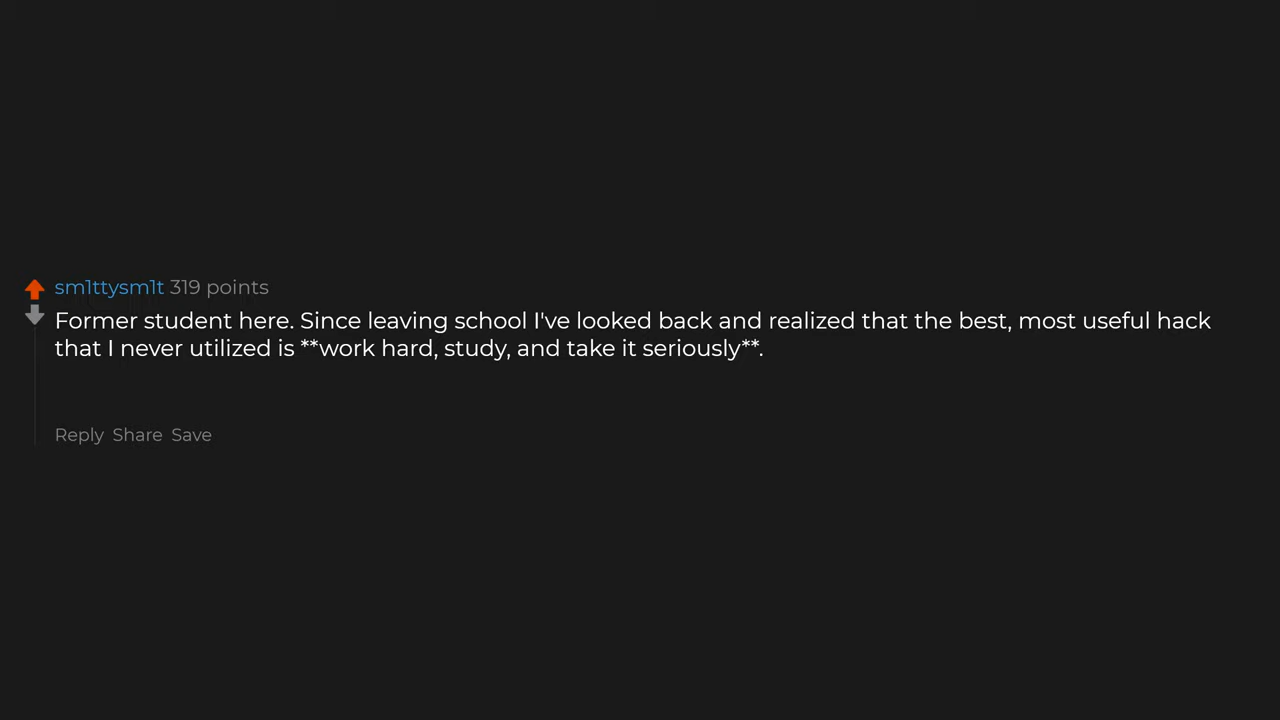 sm1ttysm1t 319 points
Former student here. Since leaving school I've looked back and realized that the best, most useful hack
that I never utilized is **work hard, study, and take it seriously**.
Reply Share Save